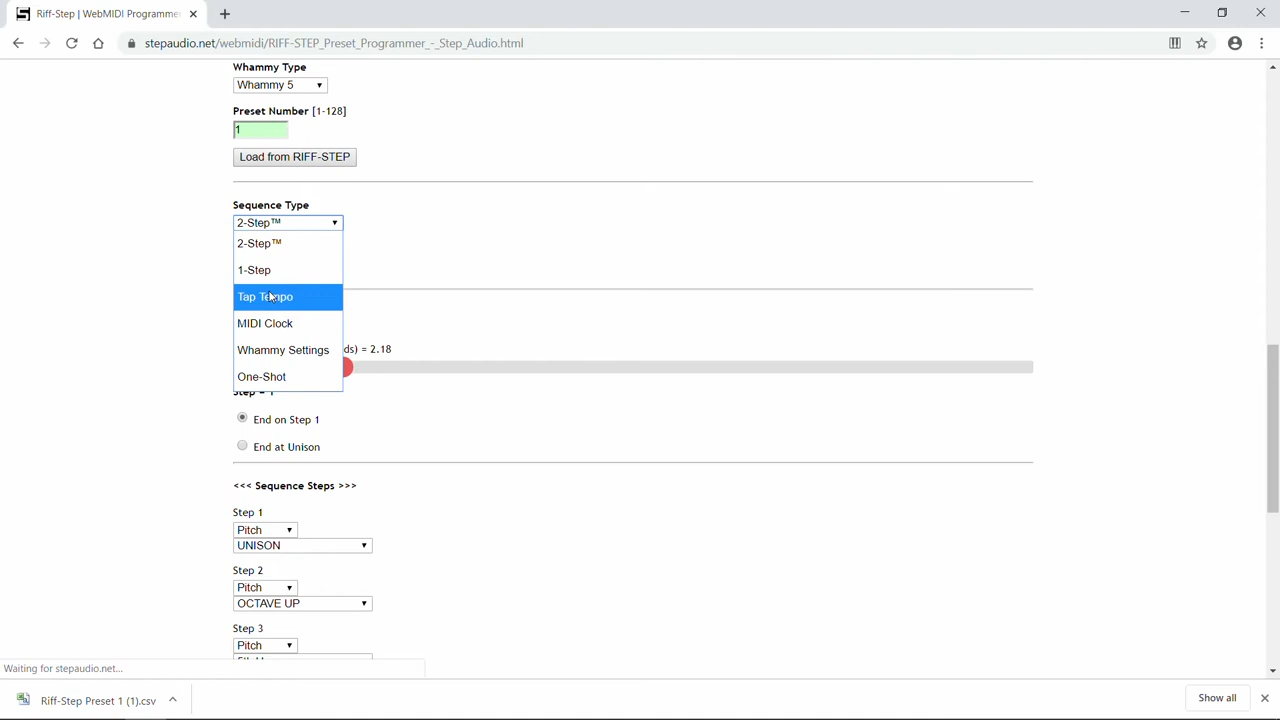 Riff-Step | WebMIDI Programme
stepaudio.net/webmidi/RIFF-STEP_Preset_Programmer_-_Step_Audio.html
Whammy Type
Whammy 5
Preset Number [1-128]
1
Load from RIFF-STEP
Sequence Type
2-Step™
2-Step™
1-Step
Tap Tempo
MIDI Clock
ds) = 2.18
Whammy Settings
One-Shot
Step = 1
End on Step 1
End at Unison
<<< Sequence Steps >>>
Step 1
Pitch
UNISON
Step 2
Pitch
OCTAVE UP
Step 3
Pitch
Waiting for stepaudio.net...
Riff-Step Preset 1 (1).csv
Show all